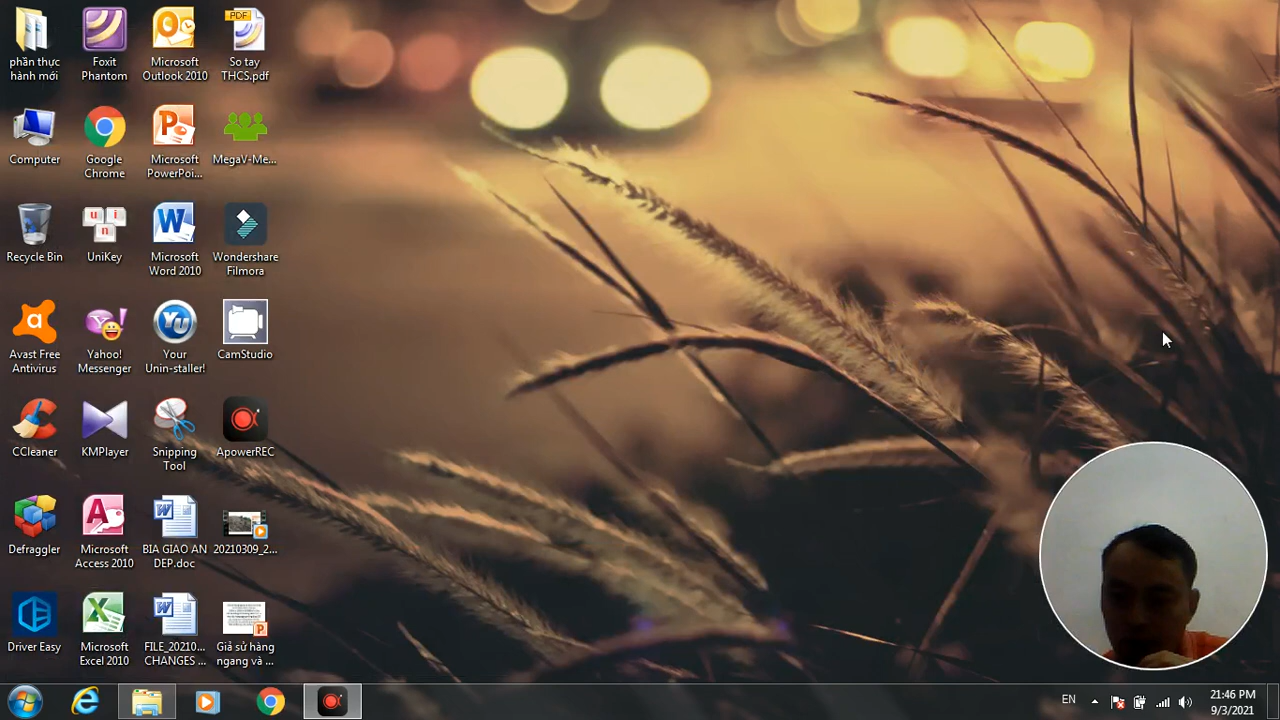 phần thực
hành mới
Foxit
Phantom
Microsoft
Outlook 2010
PDF
So tay
THCS.pdf
Computer
Google
Chrome
Microsoft
PowerPoi...
MegaV-Me...
Recycle Bin
u i
n
UniKey
Microsoft
Word 2010
Wondershare
Filmora
Avast Free
Antivirus
Yahoo!
Messenger
Your
Unin-staller!
CamStudio
CCleaner
KMPlayer
Snipping
Tool
ApowerREC
Defraggler
Microsoft
Access 2010
BIA GIAO AN
DEP.doc
20210309_2...
Driver Easy
Microsoft
Excel 2010
FILE_20210...
CHANGES ...
Giả sử hàng
ngang và ...
EN
21:46 PM
9/3/2021